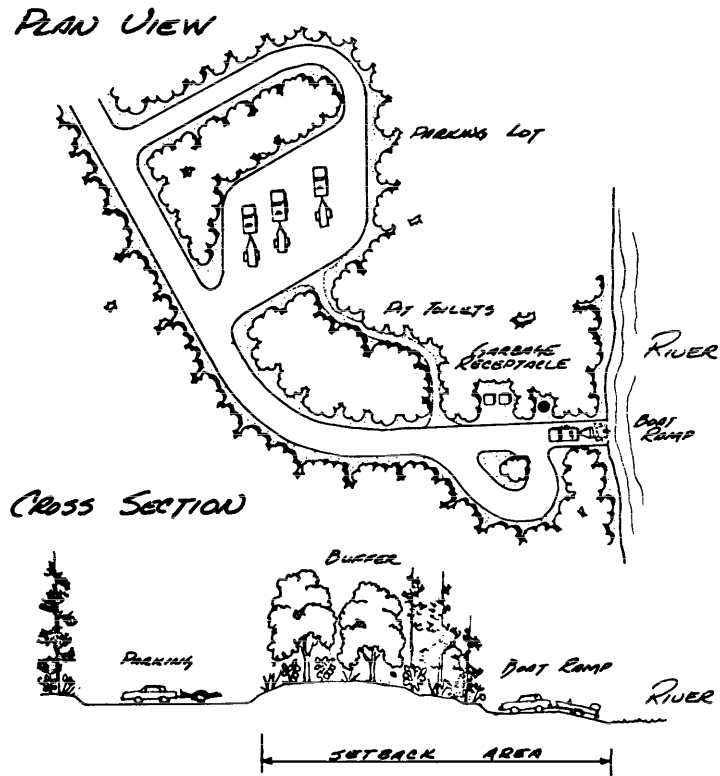 PLAN VIEW
PARKING LOT
PIT TOILETS
GARBAGE
RECEPTACLE
RIVER
BOAT
RAMP
CROSS SECTION
BUFFER
PARKING
BOAT RAMP
RIVER
SETBACK AREA